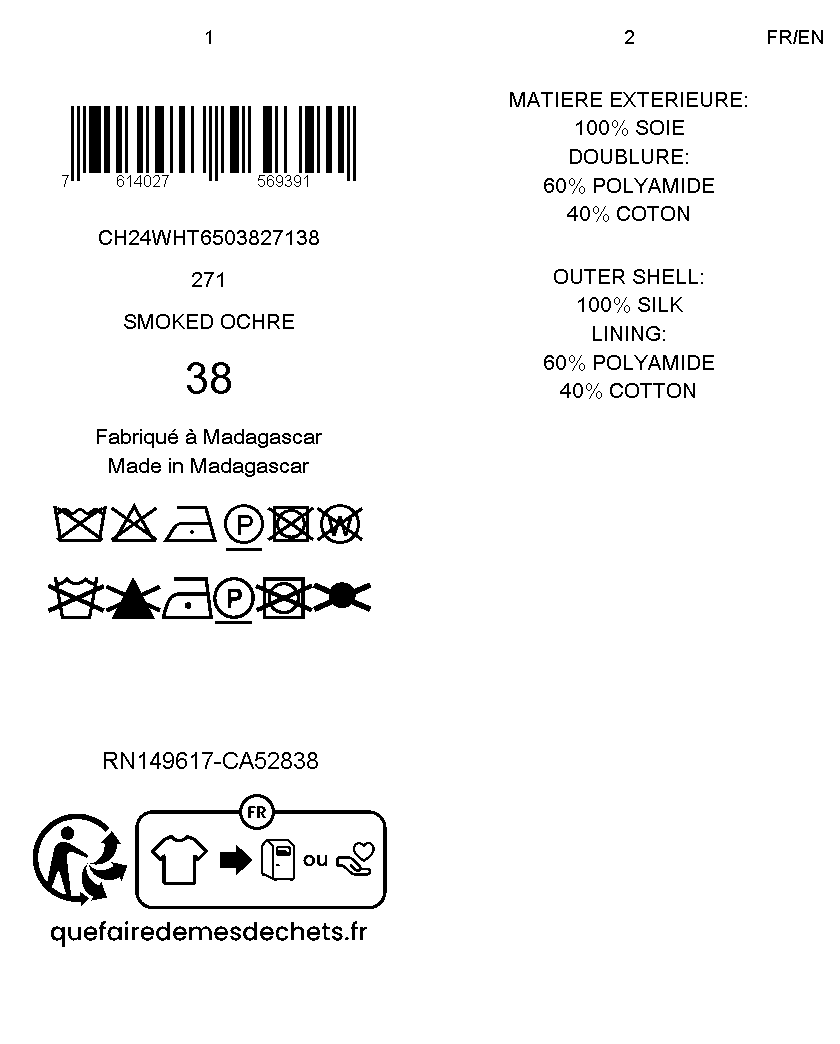 1
7 614027 569391
CH24WHT6503827138
271
SMOKED OCHRE
38
Fabriqué à Madagascar
Made in Madagascar
P W
P
RN149617-CA52838
FR
ou
quefairedemesdechets.fr
2
FR/EN
MATIERE EXTERIEURE:
100% SOIE
DOUBLURE:
60% POLYAMIDE
40% COTON
OUTER SHELL:
100% SILK
LINING:
60% POLYAMIDE
40% COTTON